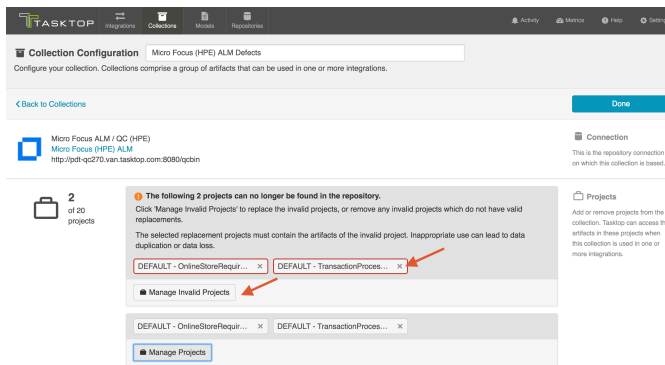 TASKTOP
Integrations
Collections
Models
Repositories
Activity
Metrics
Help
Setting
Collection Configuration
Micro Focus (HPE) ALM Defects
Configure your collection. Collections comprise a group of artifacts that can be used in one or more integrations.
Back to Collections
Done
Micro Focus ALM / QC (HPE)
Micro Focus (HPE) ALM
http://pdt-qc270.van.tasktop.com:8080/qcbin
Connection
This is the repository connection
on which this collection is based.
2
of 20
projects
The following 2 projects can no longer be found in the repository.
Click 'Manage Invalid Projects' to replace the invalid projects, or remove any invalid projects which do not have valid
replacements.
The selected replacement projects must contain the artifacts of the invalid project. Inappropriate use can lead to data
duplication or data loss.
DEFAULT - OnlineStoreRequir... ×
DEFAULT - TransactionProces... ×
Manage Invalid Projects
Projects
Add or remove projects from the
collection. Tasktop can access th
artifacts in these projects when
this collection is used in one or
more integrations.
DEFAULT - OnlineStoreRequir... ×
DEFAULT - TransactionProces... ×
Manage Projects